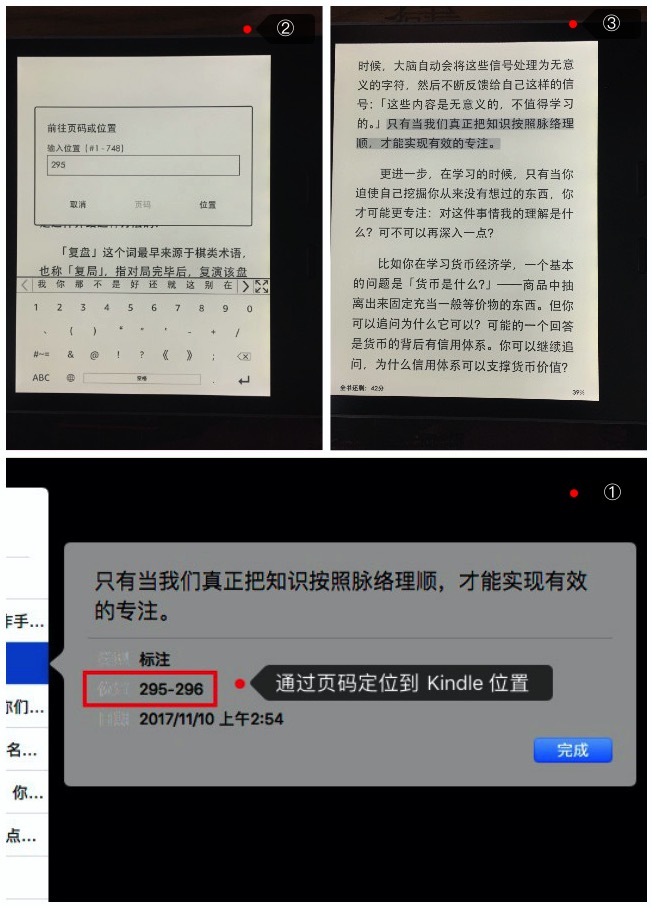 ②
前往页码或位置
输入位置 (#1-748)
295
取消
页码
位置
「复盘」这个词最早来源于棋类术语,
也称「复局」,指对局完毕后,复演该盘
我 你 那 不 是 好 还 就 这 别 在
1 2 3 4 5 6 7 8 9 0
、 ( ) “ ” ' - + /
#~= & @ ! ? 《 》 ;
ABC 空格 .
③
时候,大脑自动会将这些信号处理为无意
义的字符,然后不断反馈给自己这样的信
号:「这些内容是无意义的,不值得学习
的。」只有当我们真正把知识按照脉络理
顺,才能实现有效的专注。
更进一步,在学习的时候,只有当你
迫使自己挖掘你从来没有想过的东西,你
才可能更专注:对这件事情我的理解是什
么?可不可以再深入一点?
比如你在学习货币经济学,一个基本
的问题是「货币是什么?」——商品中抽
离出来固定充当一般等价物的东西。但你
可以追问为什么它可以?可能的一个回答
是货币的背后有信用体系。你可以继续追
问,为什么信用体系可以支撑货币价值?
全书还剩:42分
39%
①
只有当我们真正把知识按照脉络理顺,才能实现有效
的专注。
标注
295-296
通过页码定位到 Kindle 位置
2017/11/10 上午2:54
完成
作手...
你们...
名...
你...
点...